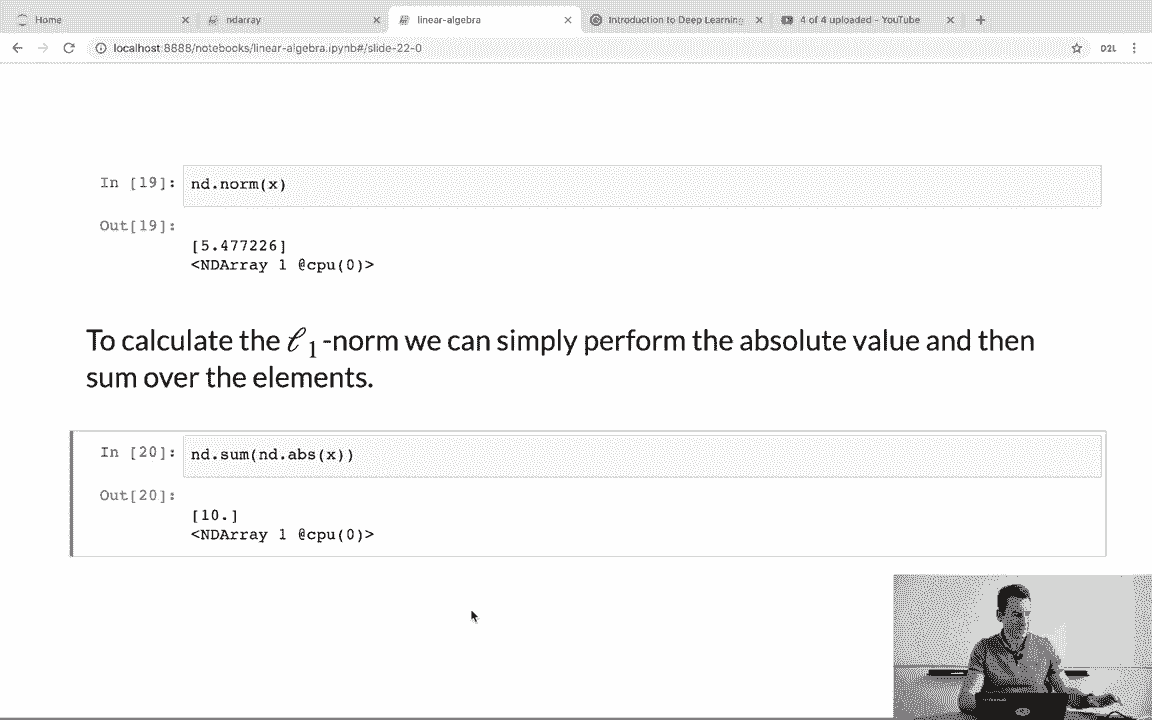 Home
ndarray
linear-algebra
Introduction to Deep Learning
4 of 4 uploaded - YouTube
localhost:8888/notebooks/linear-algebra.ipynb#/slide-22-0
D2L
In [19]: nd.norm(x)
Out[19]:
[5.477226]
<NDArray 1 @cpu(0)>
To calculate the ℓ1-norm we can simply perform the absolute value and then
sum over the elements.
In [20]: nd.sum(nd.abs(x))
Out[20]:
[10.]
<NDArray 1 @cpu(0)>